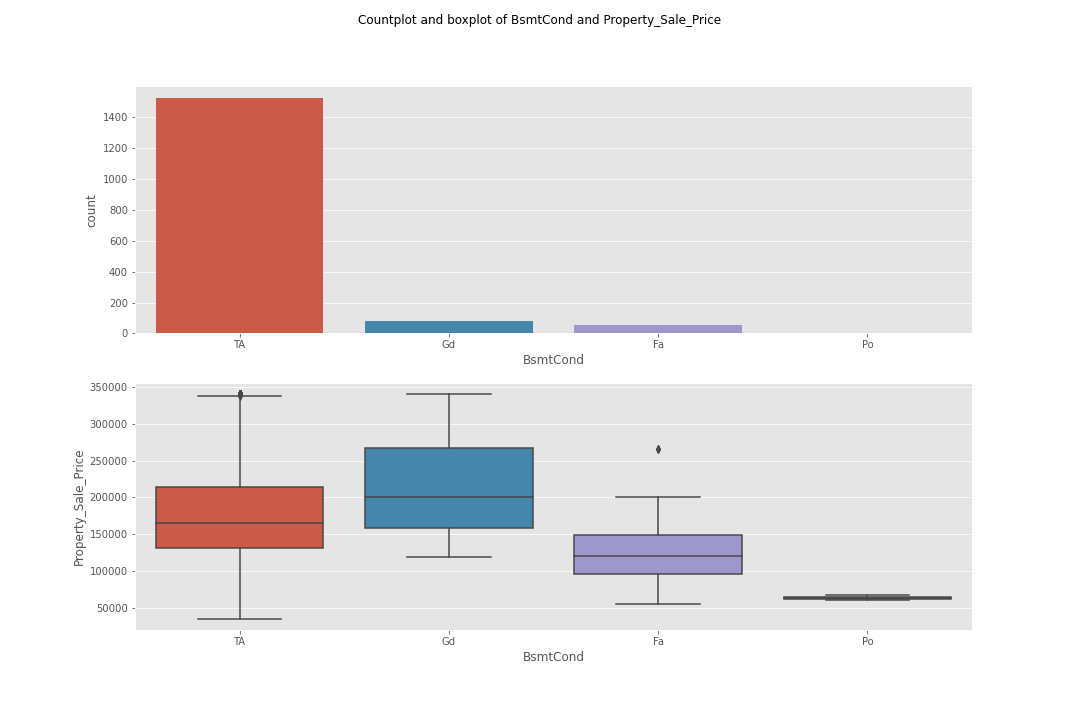 Countplot and boxplot of BsmtCond and Property_Sale_Price
1400
1200
1000
800
600
400
200
0
count
TA Gd Fa Po
BsmtCond
350000
300000
250000
200000
150000
100000
50000
Property_Sale_Price
TA Gd Fa Po
BsmtCond